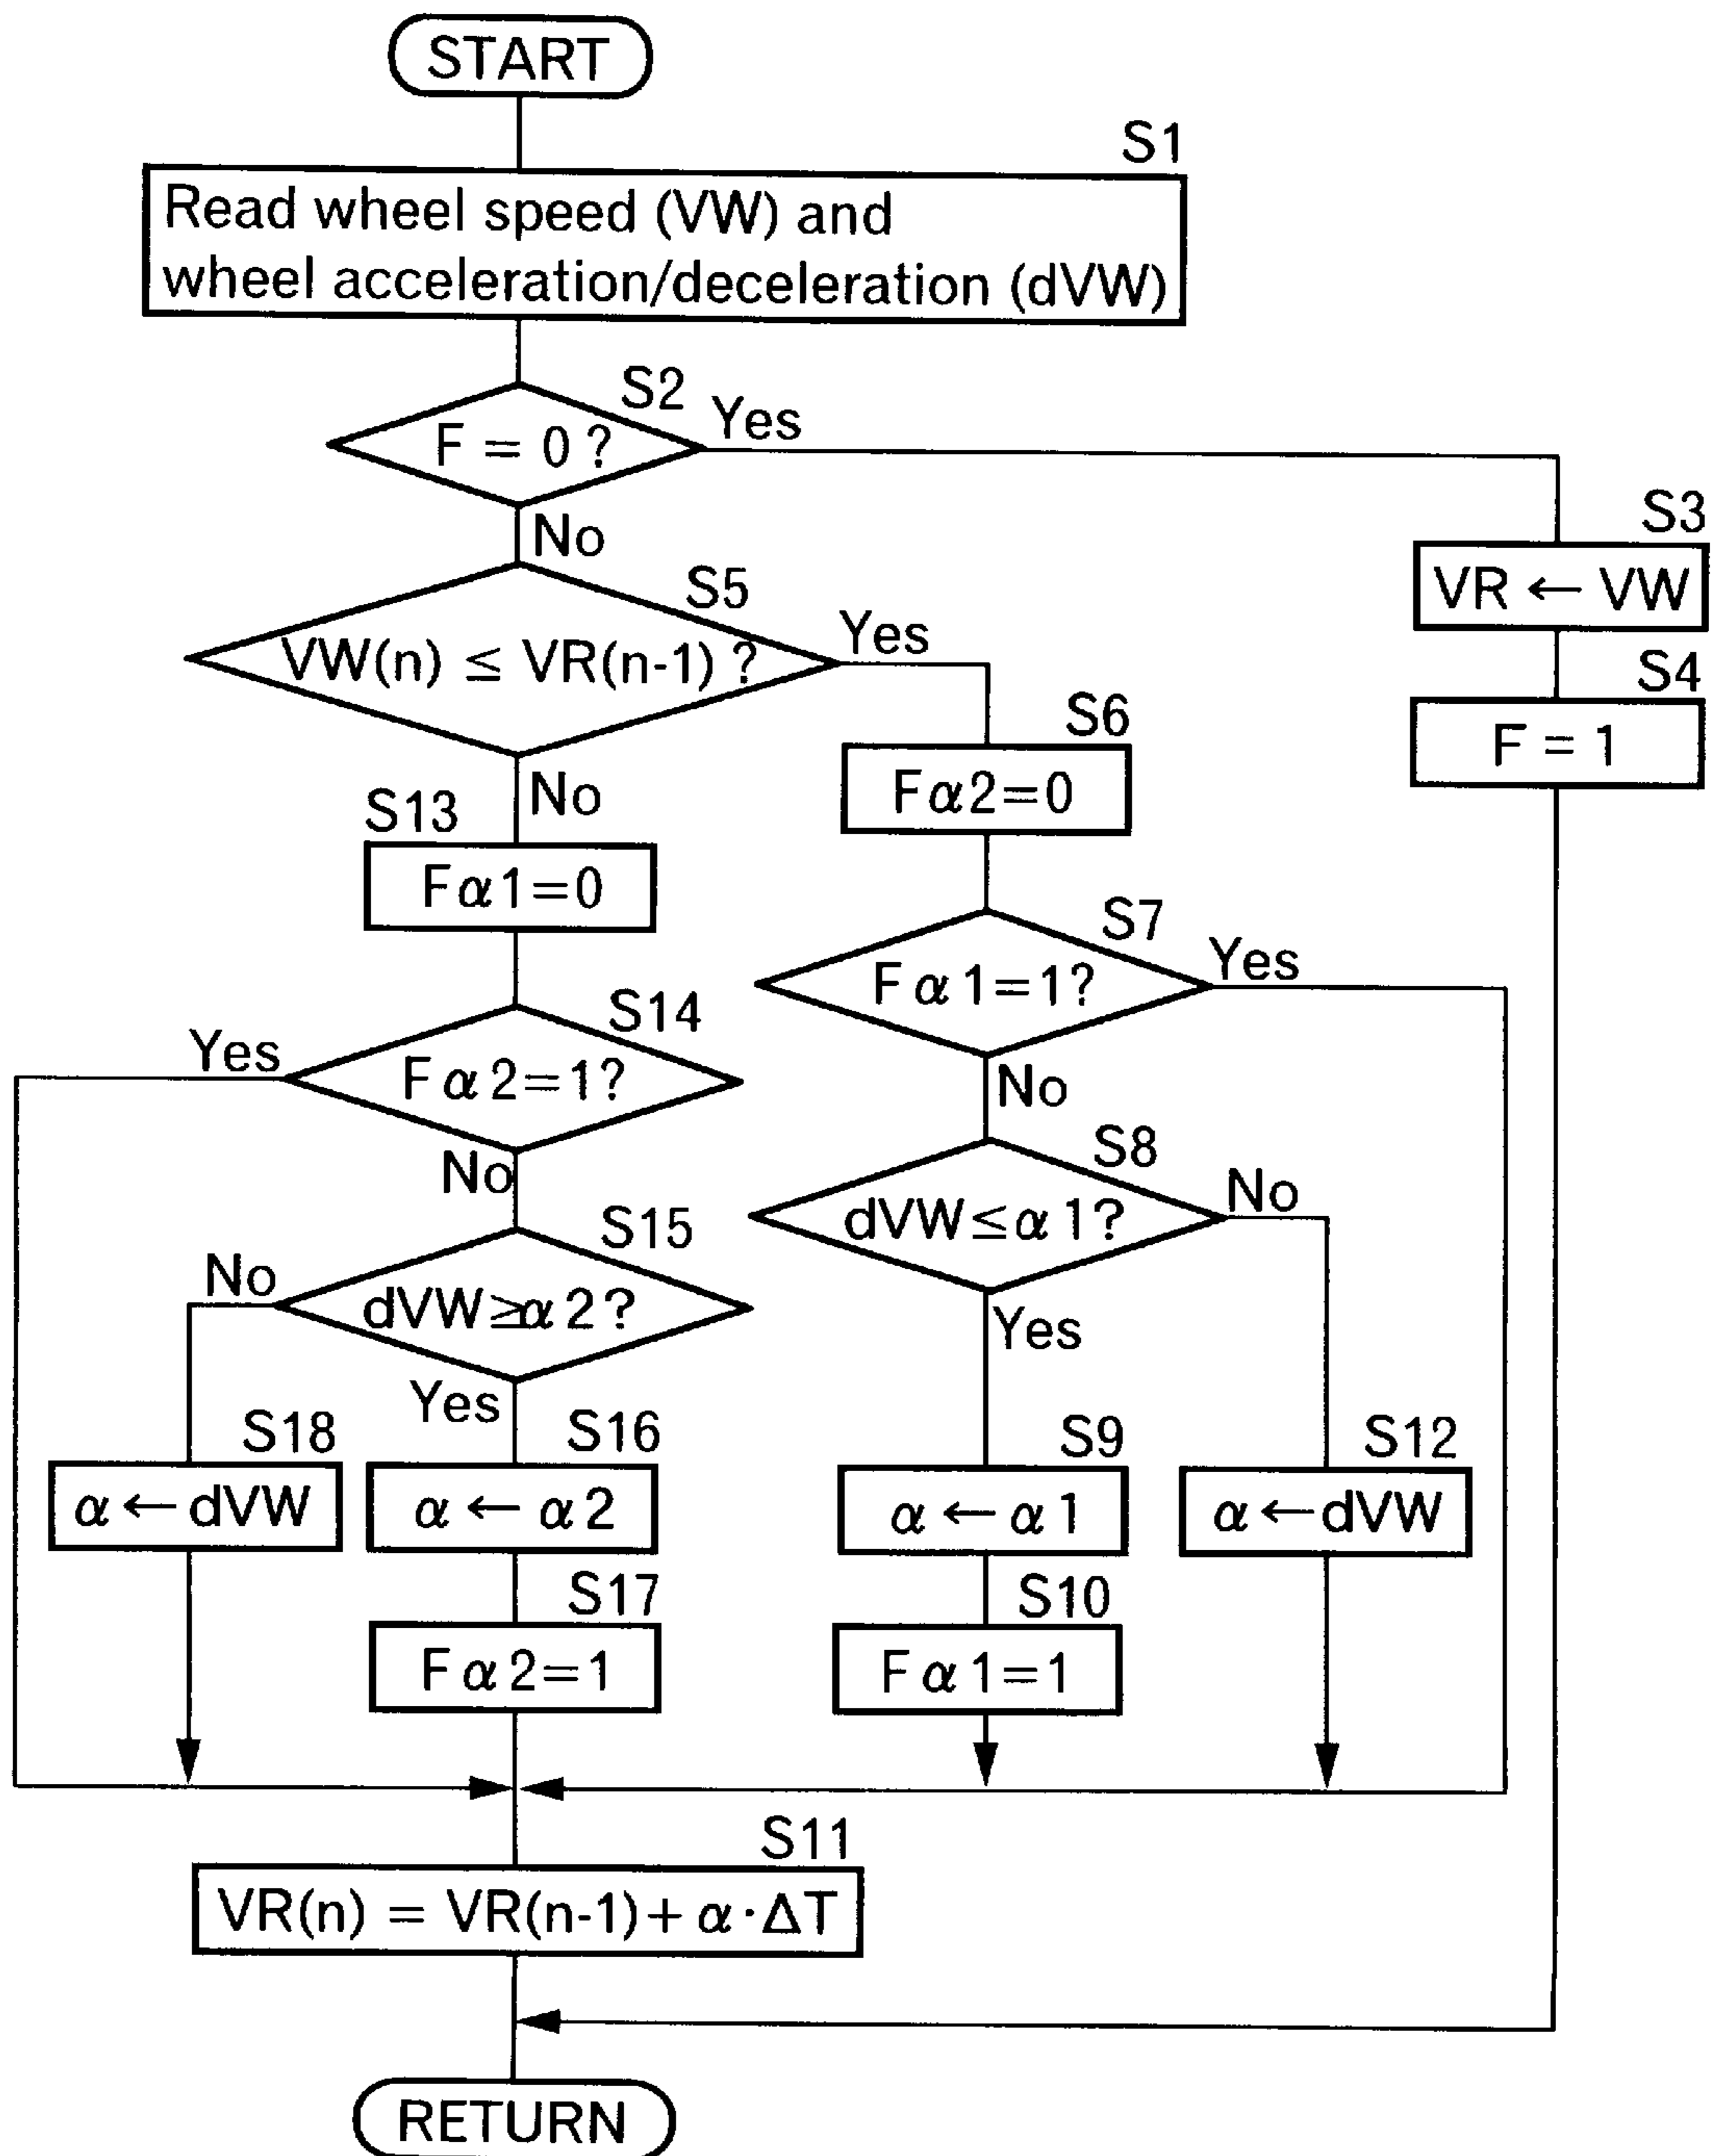 START
S1
Read wheel speed (VW) and
wheel acceleration/deceleration (dVW)
S2
F = 0 ?
Yes
No
S3
VR ← VW
S4
F = 1
S5
VW(n) ≤ VR(n-1) ?
Yes
No
S6
Fα2=0
S13
Fα1=0
S7
Fα1=1?
Yes
No
S14
Yes
Fα2=1?
No
S8
dVW≤α1?
No
Yes
S15
No
dVW≥α2?
Yes
S18
α←dVW
S16
α ← α2
S9
α ← α1
S12
α←dVW
S17
Fα2=1
S10
Fα1=1
S11
VR(n) = VR(n-1)+ α·ΔT
RETURN